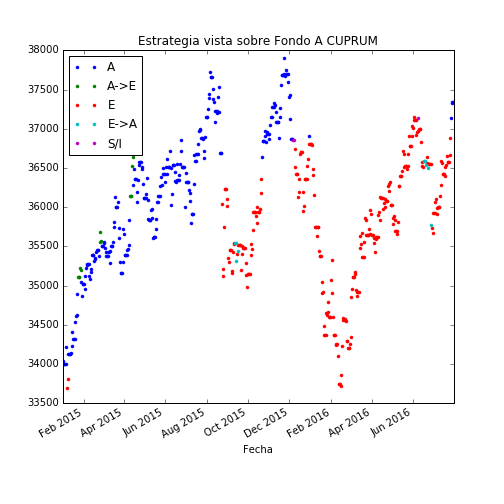 Estrategia vista sobre Fondo A CUPRUM
38000
37500
37000
36500
36000
35500
35000
34500
34000
33500
A
A->E
E
E->A
S/I
Feb 2015
Apr 2015
Jun 2015
Aug 2015
Oct 2015
Dec 2015
Feb 2016
Apr 2016
Jun 2016
Fecha